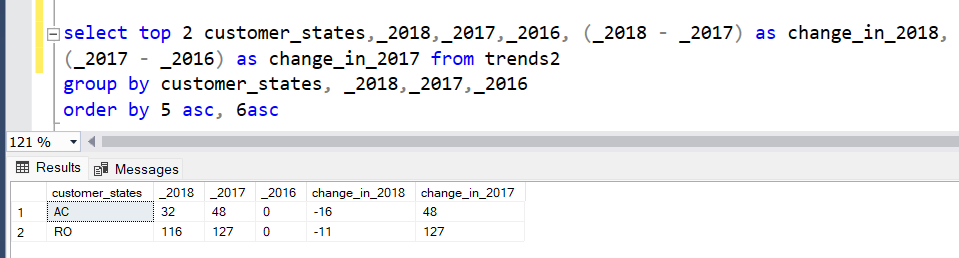 select top 2 customer_states,_2018,_2017,_2016, (_2018 - _2017) as change_in_2018,
(_2017 - _2016) as change_in_2017 from trends2
group by customer_states, _2018,_2017,_2016
order by 5 asc, 6asc
121 %
Results Messages
customer_states _2018 _2017 _2016 change_in_2018 change_in_2017
1 AC 32 48 0 -16 48
2 RO 116 127 0 -11 127